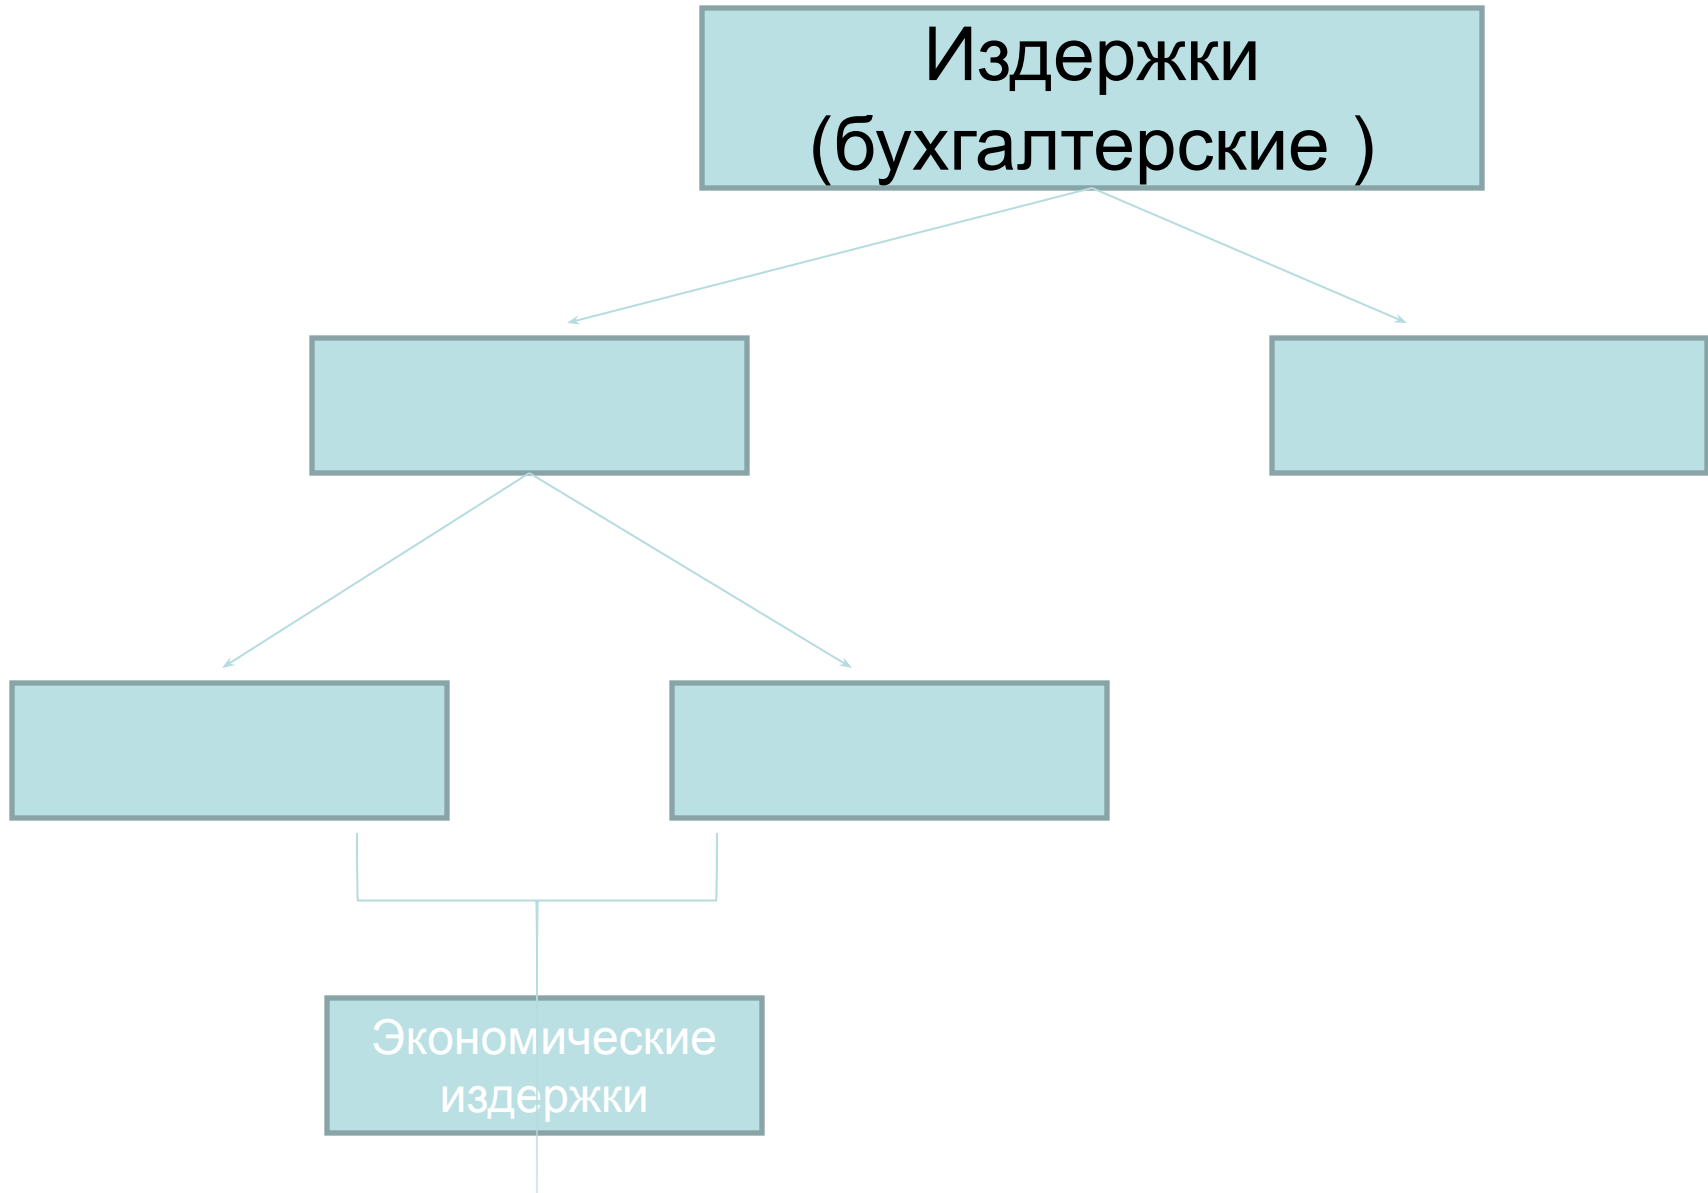 Издержки
(бухгалтерские )
Экономические
издержки